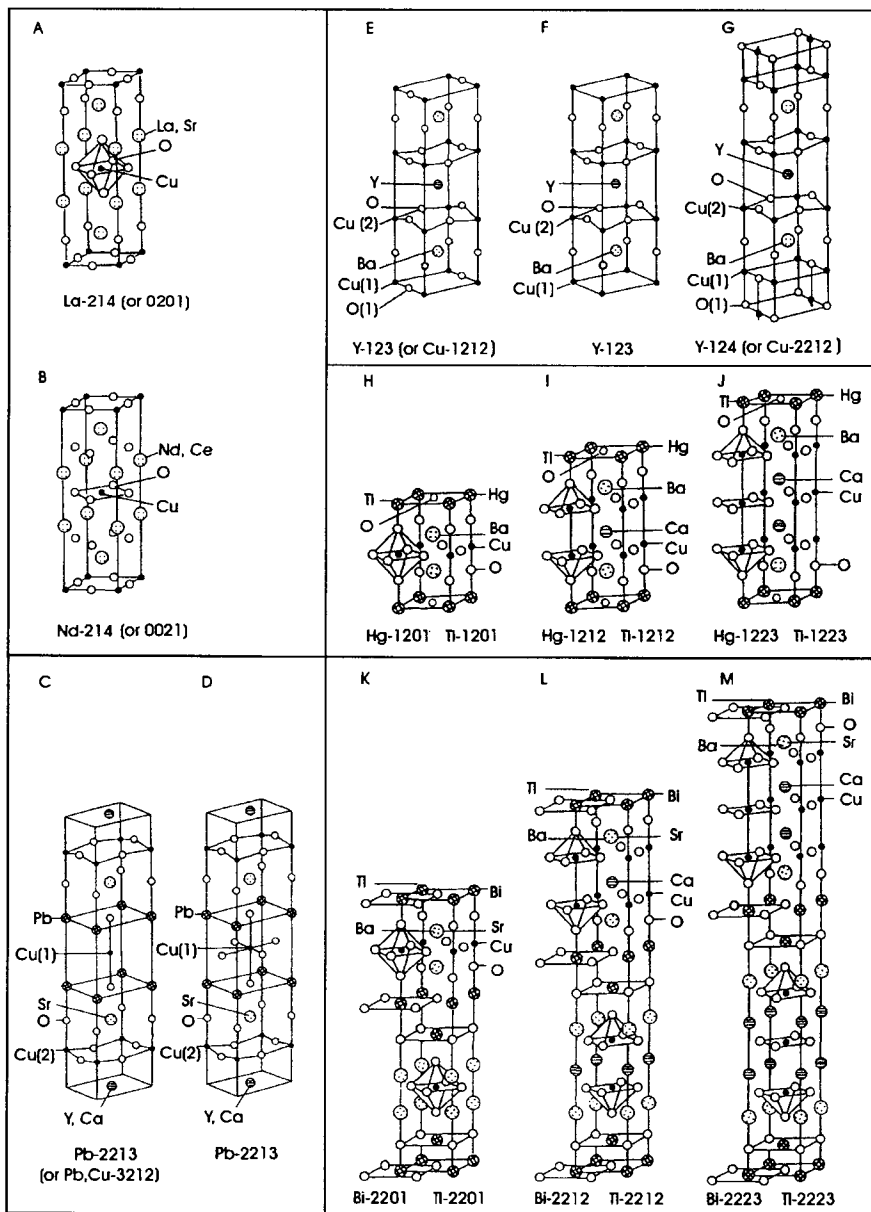 A
La, Sr
O
Cu
La-214 (or 0201)
B
Nd, Ce
O
Cu
Nd-214 (or 0021)
E
Y
O
Cu (2)
Ba
Cu(1)
O(1)
Y-123 (or Cu-1212)
F
Y
O
Cu (2)
Ba
Cu(1)
Y-123
G
Y
O
Cu(2)
Ba
Cu(1)
O(1)
Y-124 (or Cu-2212)
H
Tl
Hg
O
Ba
Cu
O
Hg-1201 Tl-1201
I
Tl
Hg
O
Ba
Ca
Cu
O
Hg-1212 Tl-1212
J
Tl
Hg
O
Ba
Ca
Cu
O
Hg-1223 Tl-1223
C
Pb
Cu(1)
Sr
O
Cu(2)
Y, Ca
Pb-2213
(or Pb,Cu-3212)
D
Pb
Cu(1)
Sr
O
Cu(2)
Y, Ca
Pb-2213
K
Tl
Bi
Ba
Sr
Cu
O
Bi-2201 Tl-2201
L
Tl
Bi
Ba
Sr
Ca
Cu
O
Bi-2212 Tl-2212
M
Tl
Bi
O
Ba
Sr
Ca
Cu
Bi-2223 Tl-2223